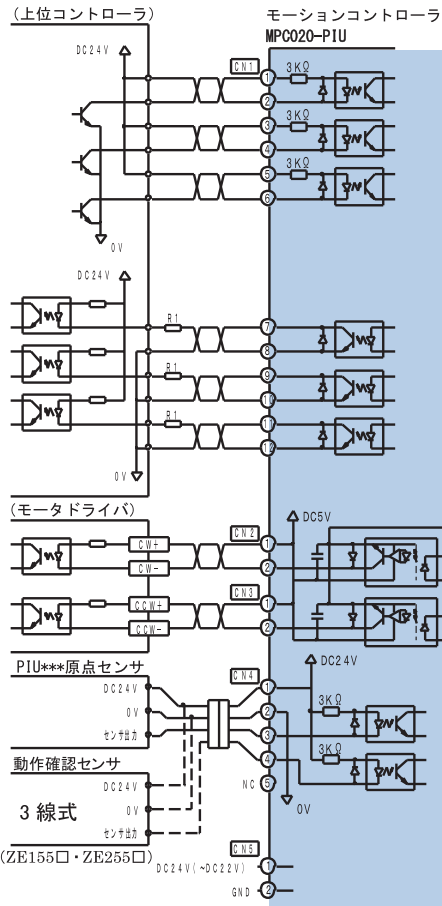 (上位コントローラ)
モーションコントローラ
MPC020-PIU
DC24V
CN1
1
3KΩ
2
3
3KΩ
4
5
3KΩ
6
0V
DC24V
R1
7
8
R1
9
10
R1
11
12
0V
(モータドライバ)
DC5V
CN2
CW+
1
CW-
2
CN3
CCW+
1
CCW-
2
PIU***原点センサ
CN4
DC24V
DC24V
1
0V
2
3KΩ
センサ出力
3
動作確認センサ
4
3KΩ
DC24V
NC
5
0V
0V
3線式
センサ出力
(ZE155□・ZE255□)
CN5
DC24V(~DC22V)
1
GND
2